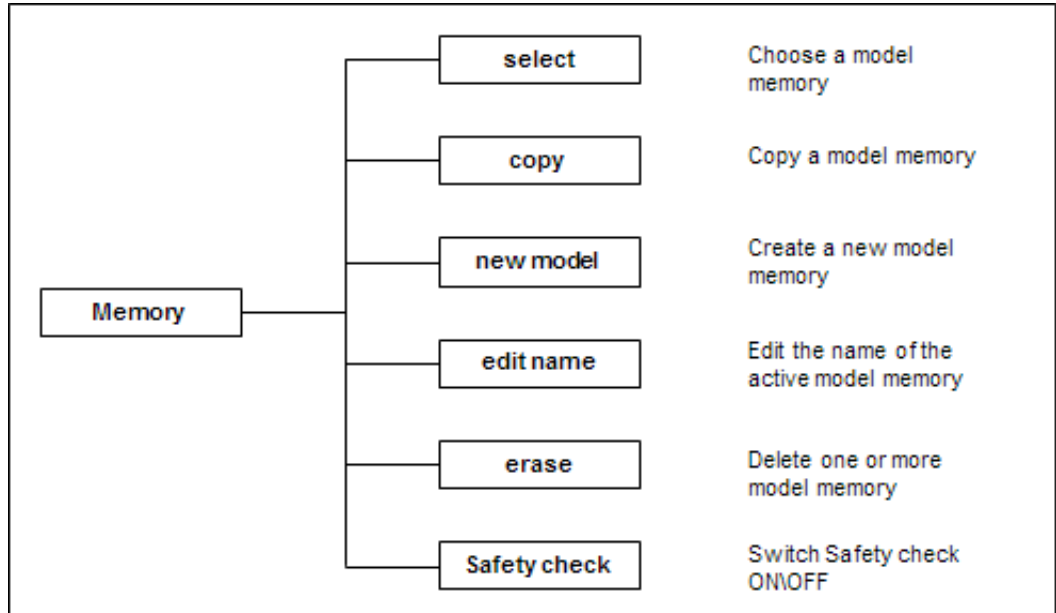 select
Choose a model
memory
copy
Copy a model memory
new model
Create a new model
memory
Memory
edit name
Edit the name of the
active model memory
erase
Delete one or more
model memory
Safety check
Switch Safety check
ON\OFF